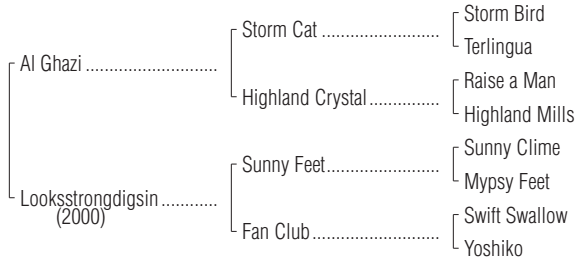 Storm Bird
Storm Cat ........................
Terlingua
Al Ghazi ...........................
Raise a Man
Highland Crystal ..............
Highland Mills
Sunny Clime
Sunny Feet .......................
Mypsy Feet
Looksstrongdigsin ...........
(2000)
Swift Swallow
Fan Club ..........................
Yoshiko